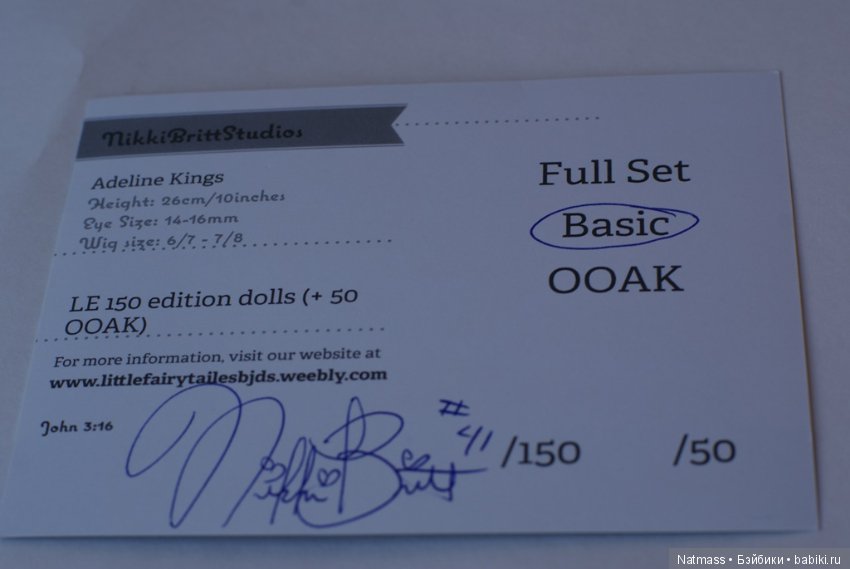 NikkiBrittStudios
Adeline Kings
Height: 26cm/10inches
Eye Size: 14-16mm
Wig size: 6/7 - 7/8
LE 150 edition dolls (+ 50
OOAK)
For more information, visit our website at
www.littlefairytailesbjds.weebly.com
John 3:16
Nikki Britt
Full Set
Basic
OOAK
# 41 /150
/50
Natmass • Бэйбики • babiki.ru